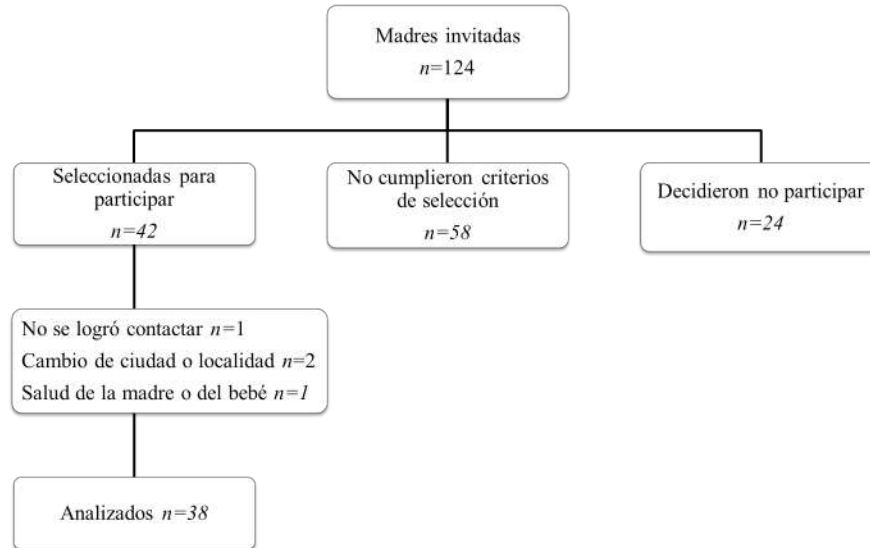 Madres invitadas
n=124
Seleccionadas para
participar
n=42
No cumplieron criterios
de selección
n=58
Decidieron no participar
n=24
No se logró contactar n=1
Cambio de ciudad o localidad n=2
Salud de la madre o del bebé n=1
Analizados n=38